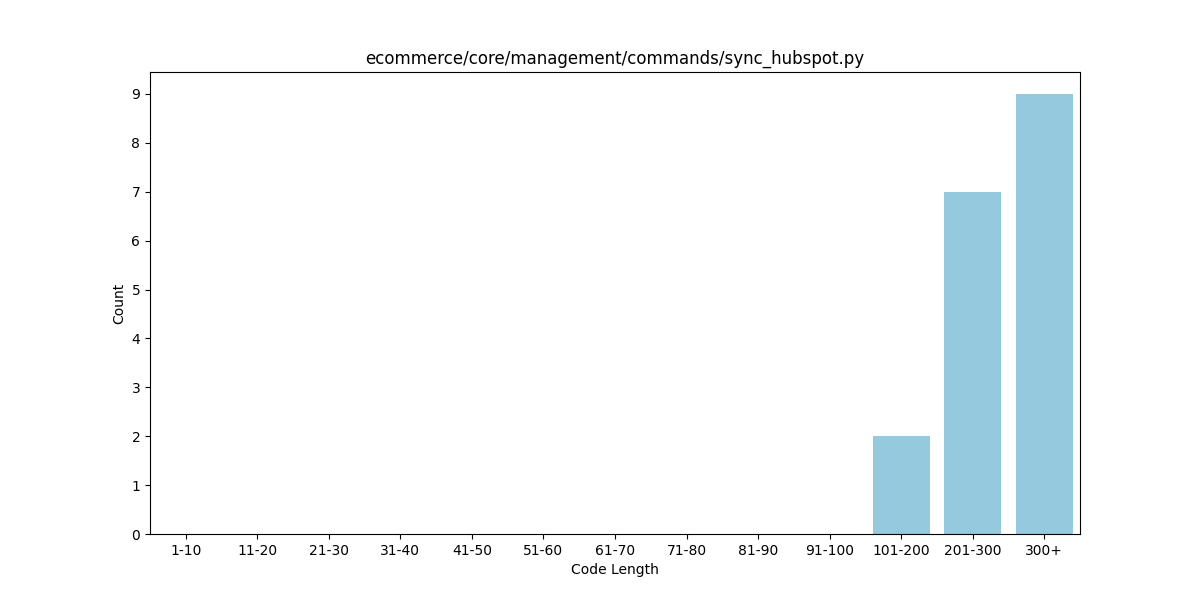 ecommerce/core/management/commands/sync_hubspot.py
9
8
7
6
5
4
3
2
1
0
Count
1-10 11-20 21-30 31-40 41-50 51-60 61-70 71-80 81-90 91-100 101-200 201-300 300+
Code Length